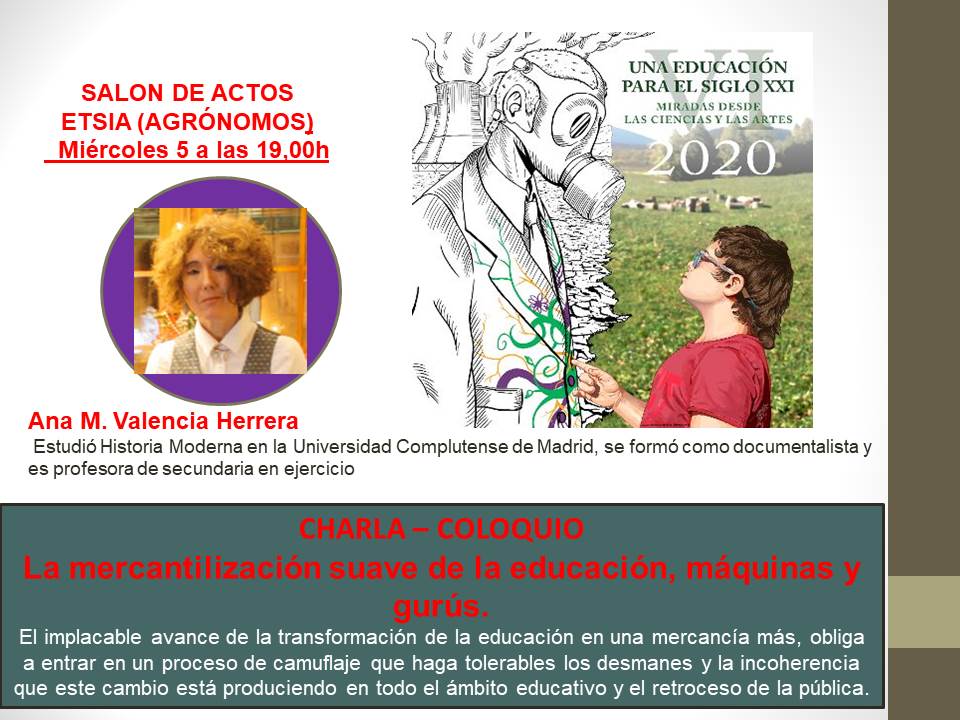 SALON DE ACTOS
ETSIA (AGRÓNOMOS)
Miércoles 5 a las 19,00h
VI
UNA EDUCACIÓN
PARA EL SIGLO XXI
MIRADAS DESDE
LAS CIENCIAS Y LAS ARTES
2020
Ana M. Valencia Herrera
Estudió Historia Moderna en la Universidad Complutense de Madrid, se formó como documentalista y
es profesora de secundaria en ejercicio
CHARLA – COLOQUIO
La mercantilización suave de la educación, máquinas y
gurús.
El implacable avance de la transformación de la educación en una mercancía más, obliga
a entrar en un proceso de camuflaje que haga tolerables los desmanes y la incoherencia
que este cambio está produciendo en todo el ámbito educativo y el retroceso de la pública.